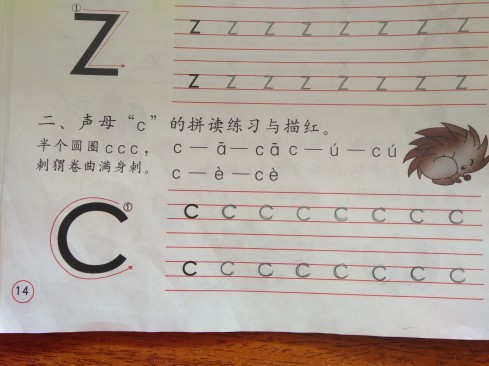 ①
Z
z z z z z z z z
z z z z z z z z
二、声母“c”的拼读练习与描红。
半个圆圈ccc，
刺猬卷曲满身刺。
c — ā — cā c — ú — cú
c — è — cè
①
C
c c c c c c c c
c c c c c c c c
14